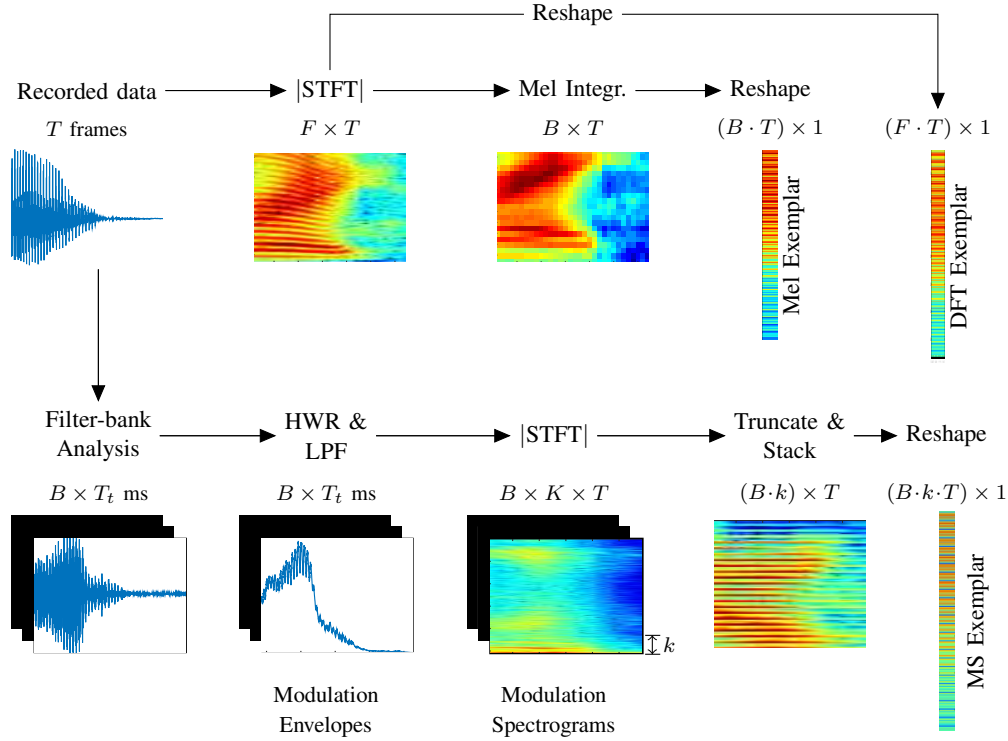 Reshape
Recorded data
|STFT|
Mel Integr.
Reshape
T frames
F × T
B × T
(B · T) × 1
(F · T) × 1
Mel Exemplar
DFT Exemplar
Filter-bank
Analysis
HWR &
LPF
|STFT|
Truncate &
Stack
Reshape
B × T_t ms
B × T_t ms
B × K × T
(B·k) × T
(B·k·T) × 1
k
MS Exemplar
Modulation
Envelopes
Modulation
Spectrograms